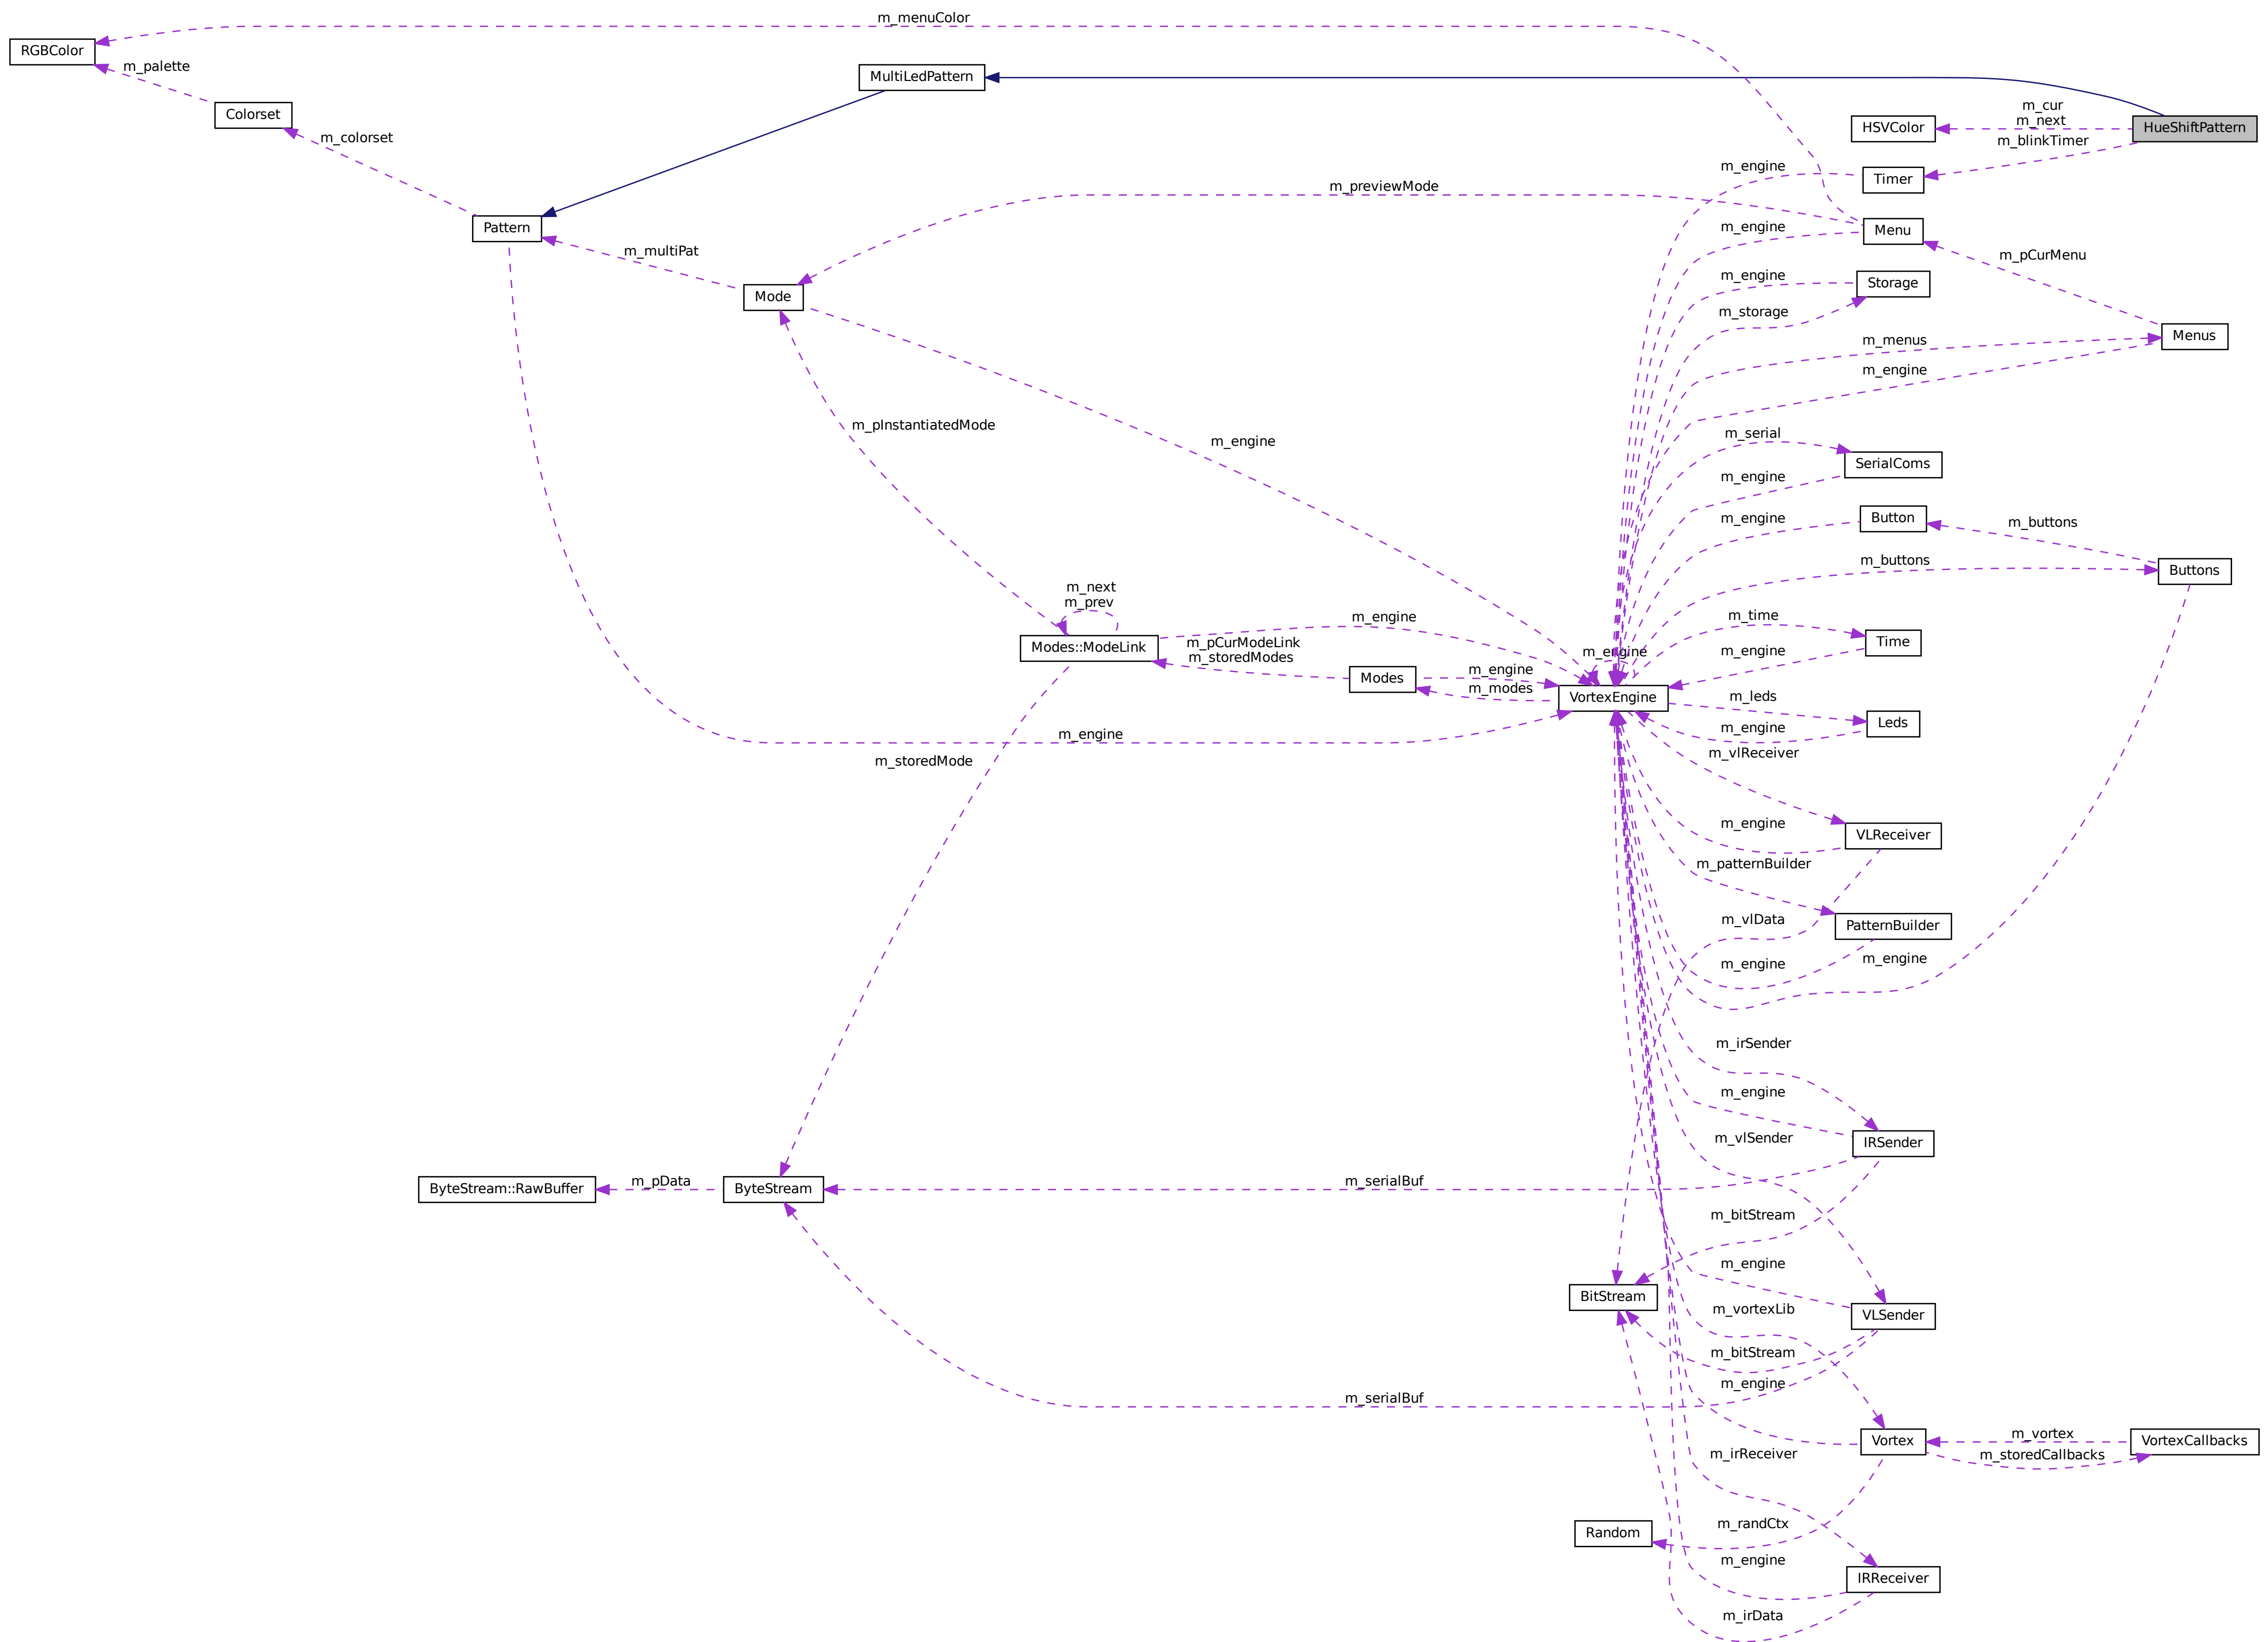 m_menuColor
RGBColor
m_palette
MultiLedPattern
Colorset
m_cur
m_next
HSVColor
HueShiftPattern
m_colorset
m_blinkTimer
m_engine
Timer
m_previewMode
Pattern
m_engine
Menu
m_multiPat
m_pCurMenu
m_engine
Storage
Mode
m_storage
m_menus
Menus
m_engine
m_pInstantiatedMode
m_engine
m_serial
SerialComs
m_engine
m_engine
Button
m_buttons
m_buttons
Buttons
m_next
m_prev
m_engine
m_time
Modes::ModeLink
m_pCurModeLink
m_storedModes
Time
m_engine
m_engine
m_engine
Modes
m_modes
VortexEngine
m_leds
Leds
m_engine
m_engine
m_vlReceiver
m_storedMode
m_engine
VLReceiver
m_patternBuilder
m_vlData
PatternBuilder
m_engine
m_engine
m_irSender
m_engine
m_vlSender
IRSender
ByteStream::RawBuffer
m_pData
ByteStream
m_serialBuf
m_bitStream
m_engine
BitStream
m_vortexLib
VLSender
m_bitStream
m_engine
m_serialBuf
Vortex
m_vortex
VortexCallbacks
m_storedCallbacks
m_irReceiver
m_randCtx
Random
m_engine
IRReceiver
m_irData